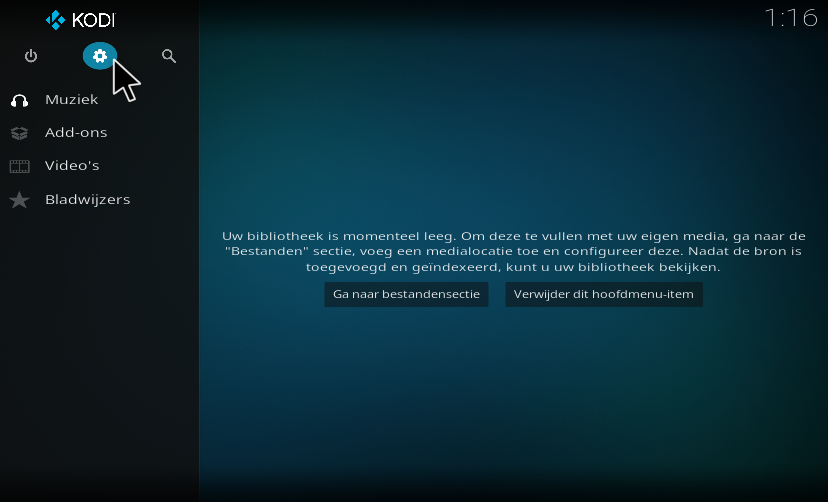 KODI
1:16
Muziek
Add-ons
Video's
Bladwijzers
Uw bibliotheek is momenteel leeg. Om deze te vullen met uw eigen media, ga naar de
"Bestanden" sectie, voeg een medialocatie toe en configureer deze. Nadat de bron is
toegevoegd en geïndexeerd, kunt u uw bibliotheek bekijken.
Ga naar bestandensectie
Verwijder dit hoofdmenu-item